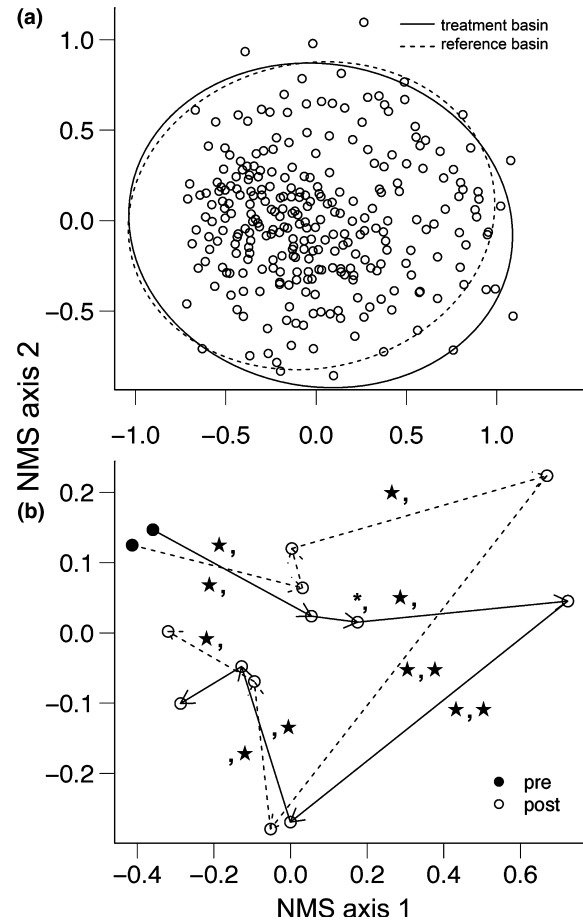 (a)
treatment basin
reference basin
1.0
0.5
0.0
−0.5
−1.0 −0.5 0.0 0.5 1.0
NMS axis 2
(b)
0.2
0.1
0.0
−0.1
−0.2
★,
★,
★,
★,
*, ★,
★,★
★,★
,★
,★
pre
post
−0.4 −0.2 0.0 0.2 0.4 0.6
NMS axis 1